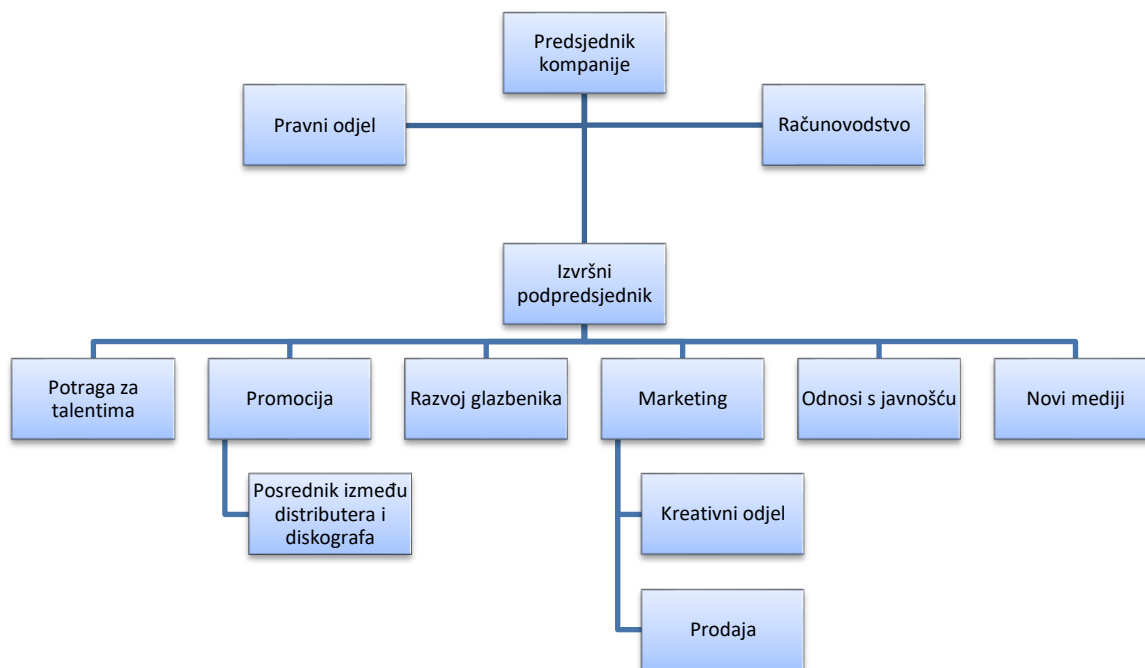 Predsjednik
kompanije
Pravni odjel
Računovodstvo
Izvršni
podpredsjednik
Potraga za
talentima
Promocija
Razvoj glazbenika
Marketing
Odnosi s javnošću
Novi mediji
Posrednik između
distributera i
diskografa
Kreativni odjel
Prodaja